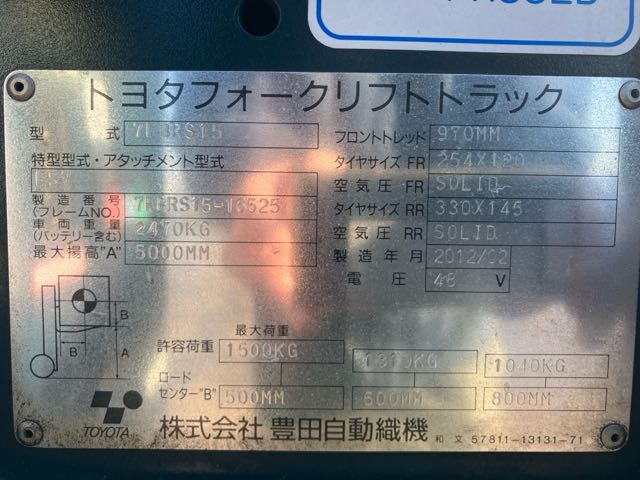 トヨタフォークリフトトラック
型式 7FBRS15
フロントトレッド 970MM
特型型式・アタッチメント型式
タイヤサイズ FR 254X180
空気圧 FR SOLID
製造番号
(フレームNO.) 7FBRS15-16525
タイヤサイズ RR 330X145
車両重量
(バッテリー含む) 2470KG
空気圧 RR SOLID
最大揚高"A" 5000MM
製造年月 2012/02
電圧 48 V
B
B
A
最大荷重
許容荷重 1500KG 1310KG 1040KG
ロード
センター"B" 500MM 600MM 800MM
TOYOTA 株式会社 豊田自動織機 和文 57811-13131-71